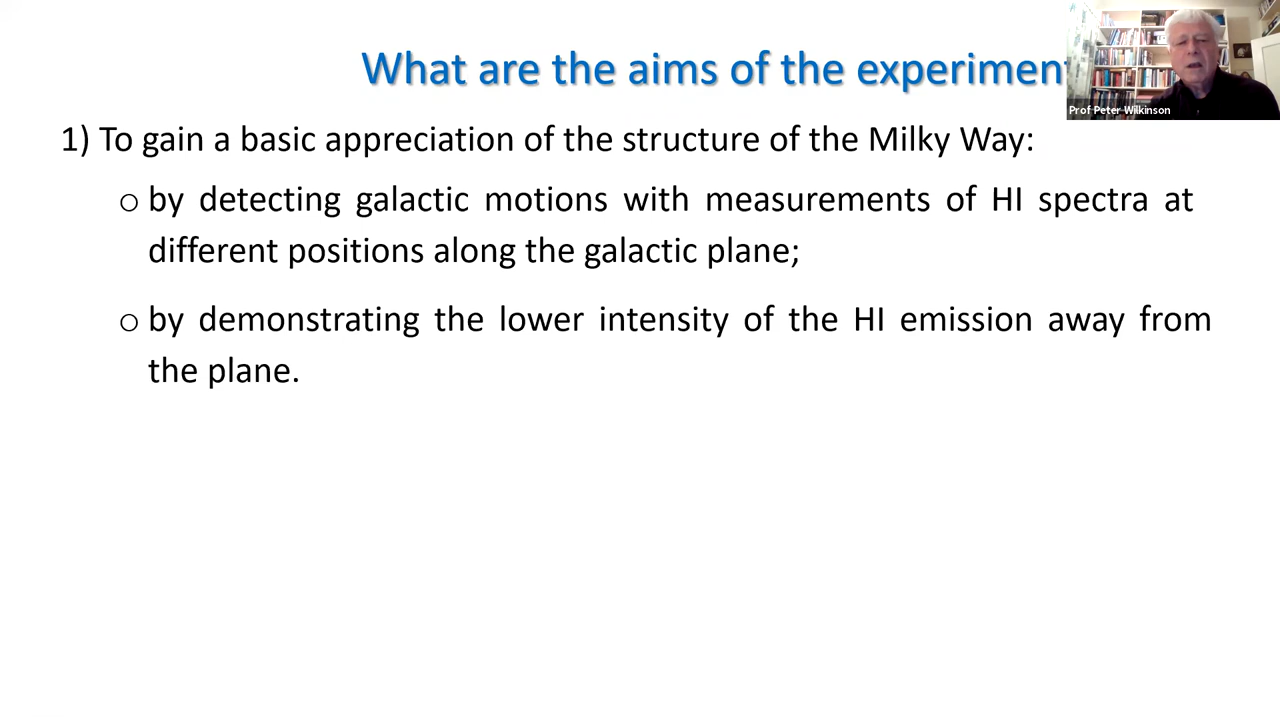 What are the aims of the experiment
Prof Peter Wilkinson
1) To gain a basic appreciation of the structure of the Milky Way:
○ by detecting galactic motions with measurements of HI spectra at
different positions along the galactic plane;
○ by demonstrating the lower intensity of the HI emission away from
the plane.